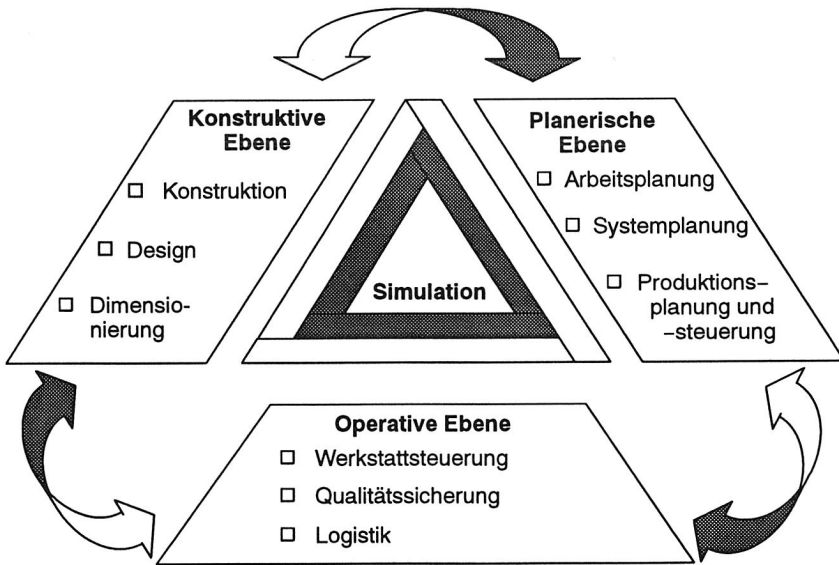 Konstruktive
Ebene
Konstruktion
Design
Dimensio-
nierung
Simulation
Planerische
Ebene
Arbeitsplanung
Systemplanung
Produktions-
planung und
-steuerung
Operative Ebene
Werkstattsteuerung
Qualitätssicherung
Logistik